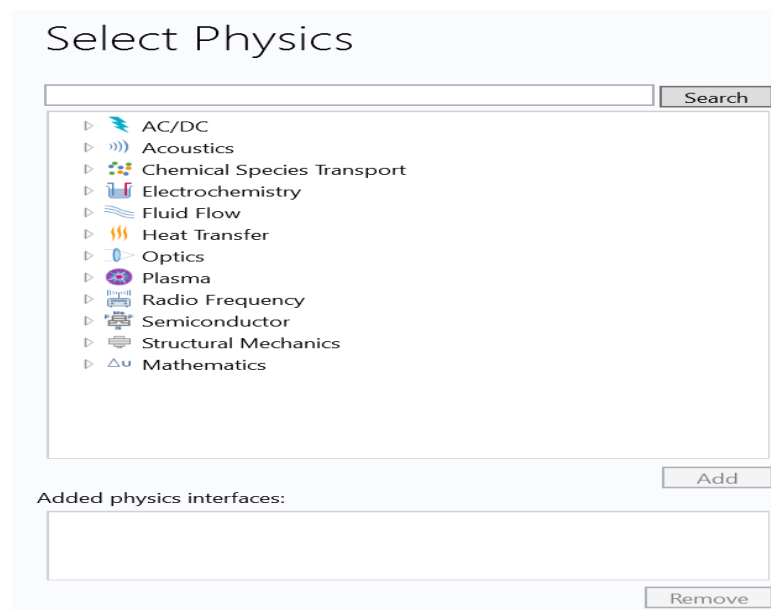 Select Physics
Search
AC/DC
Acoustics
Chemical Species Transport
Electrochemistry
Fluid Flow
Heat Transfer
Optics
Plasma
Radio Frequency
Semiconductor
Structural Mechanics
Δu Mathematics
Add
Added physics interfaces:
Remove